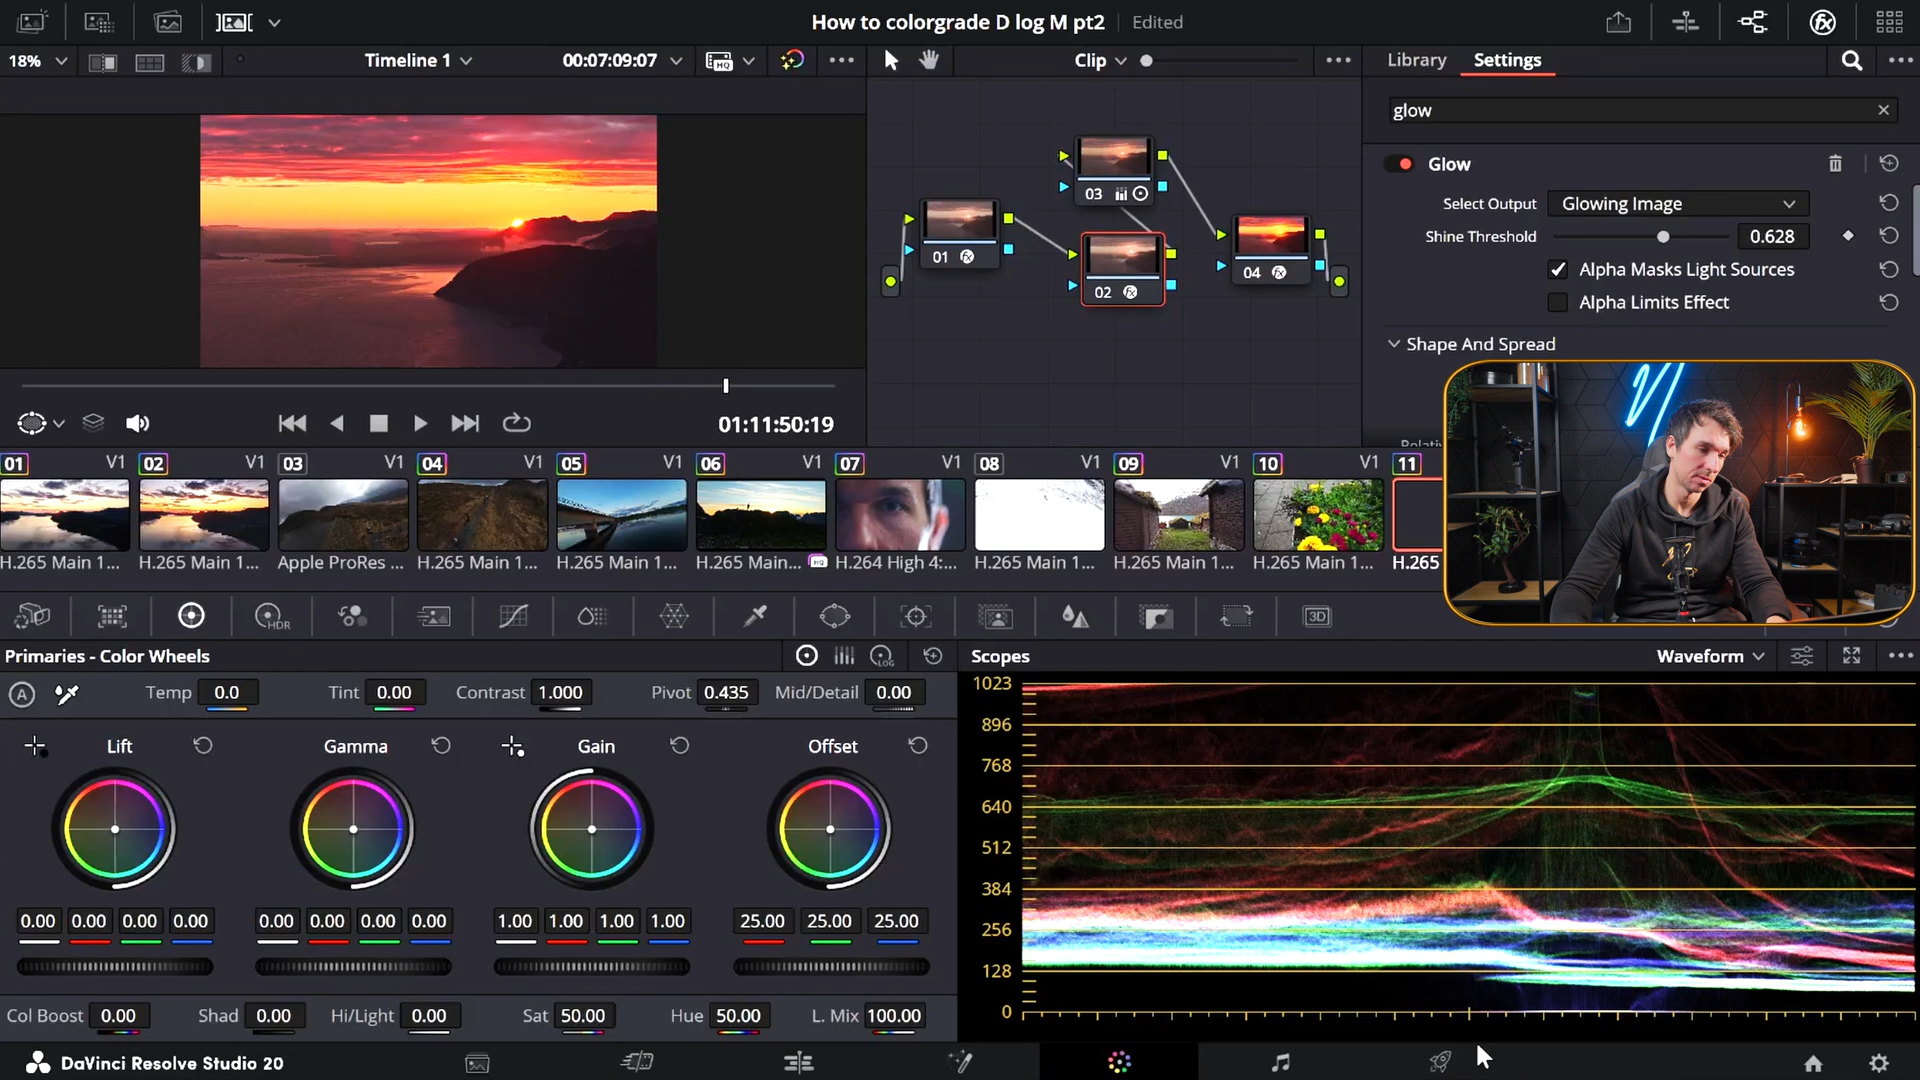 How to colorgrade D log M pt2
Edited
18%
Timeline 1
00:07:09:07
HQ
Clip
Library
Settings
glow
Glow
Select Output
Glowing Image
Shine Threshold
0.628
Alpha Masks Light Sources
Alpha Limits Effect
Shape And Spread
03
01
02
04
01:11:50:19
01 V1
02 V1
03 V1
04 V1
05 V1
06 V1
07 V1
08 V1
09 V1
10 V1
11
H.265 Main 1...
H.265 Main 1...
Apple ProRes ...
H.265 Main 1...
H.265 Main 1...
H.265 Main...
HQ
H.264 High 4:...
H.265 Main 1...
H.265 Main 1...
H.265 Main 1...
H.265
HDR
3D
Primaries - Color Wheels
LOG
Scopes
Waveform
A
Temp 0.0
Tint 0.00
Contrast 1.000
Pivot 0.435
Mid/Detail 0.00
Lift
Gamma
Gain
Offset
0.00 0.00 0.00 0.00
0.00 0.00 0.00 0.00
1.00 1.00 1.00 1.00
25.00 25.00 25.00
Col Boost 0.00
Shad 0.00
Hi/Light 0.00
Sat 50.00
Hue 50.00
L. Mix 100.00
1023
896
768
640
512
384
256
128
0
DaVinci Resolve Studio 20